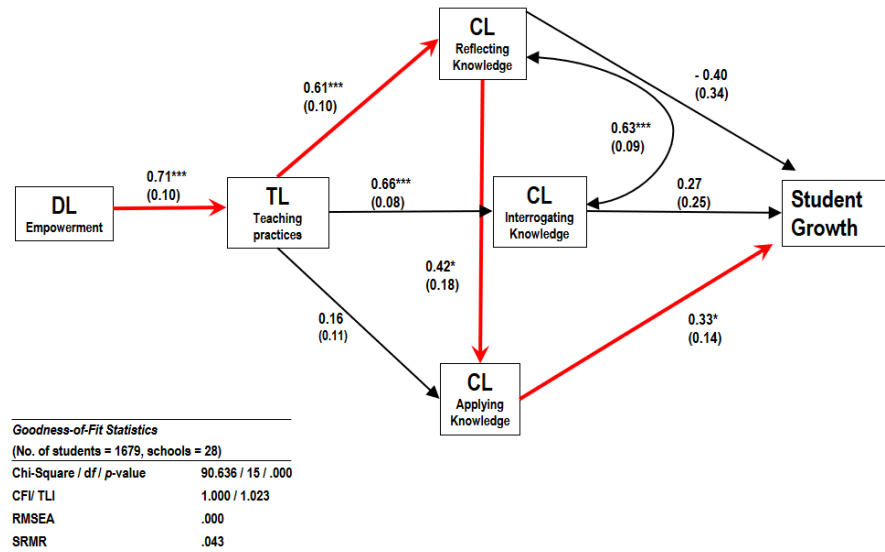 CL
Reflecting
Knowledge
- 0.40
(0.34)
0.61***
(0.10)
0.63***
(0.09)
0.71***
(0.10)
DL
Empowerment
TL
Teaching
practices
0.66***
(0.08)
CL
Interrogating
Knowledge
0.27
(0.25)
Student
Growth
0.42*
(0.18)
0.16
(0.11)
0.33*
(0.14)
CL
Applying
Knowledge
Goodness-of-Fit Statistics
(No. of students = 1679, schools = 28)
Chi-Square / df / p-value 90.636 / 15 / .000
CFI/ TLI 1.000 / 1.023
RMSEA .000
SRMR .043